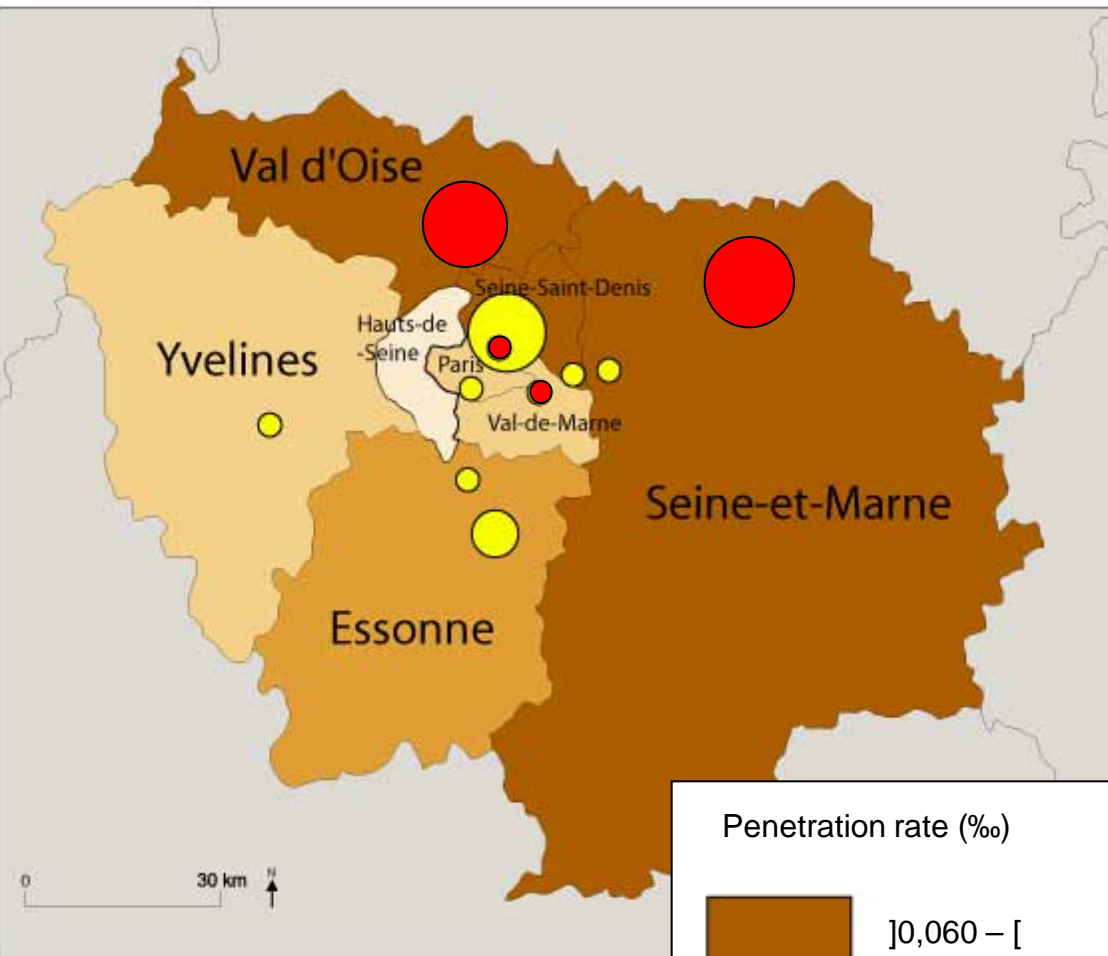 Val d'Oise
Seine-Saint-Denis
Hauts-de
-Seine
Paris
Yvelines
Val-de-Marne
Seine-et-Marne
Essonne
Penetration rate (‰)
0
30 km
N
]0,060 – [